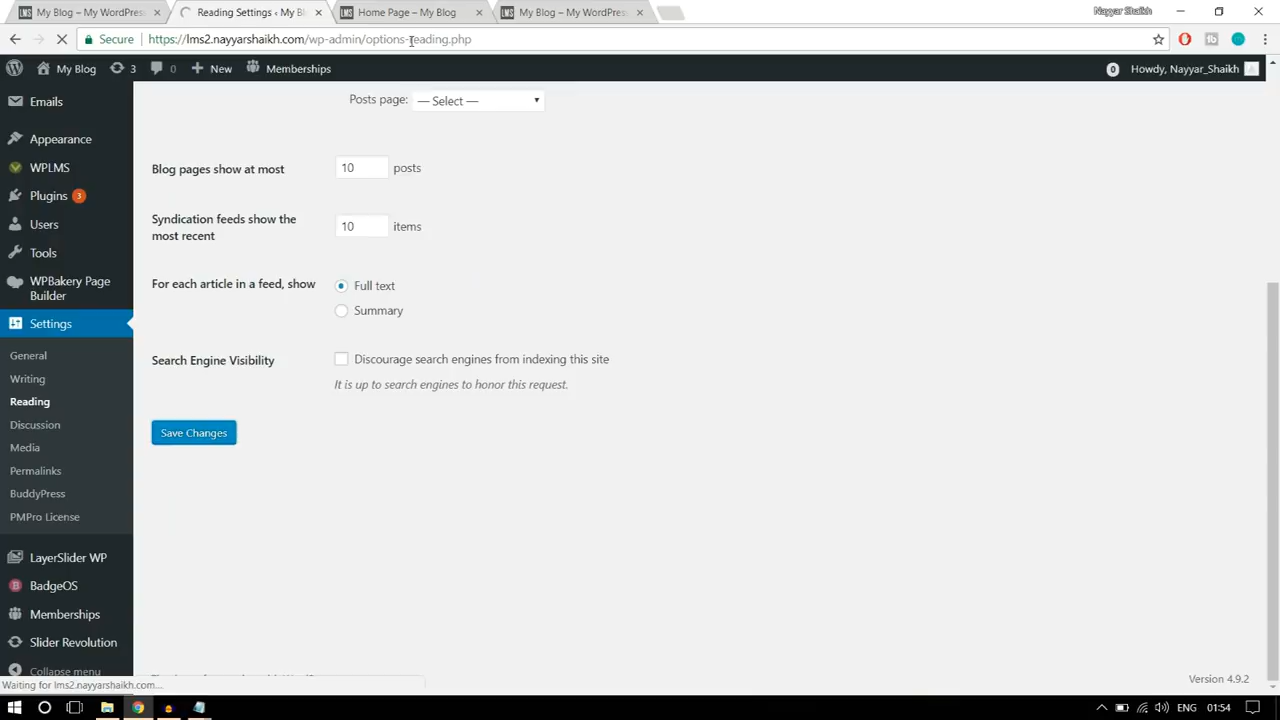 My Blog – My WordPress
Reading Settings ‹ My Bl
Home Page – My Blog
My Blog – My WordPress
Nayyar Shaikh
Secure
https://lms2.nayyarshaikh.com/wp-admin/options-reading.php
My Blog
3
0
New
Memberships
0
Howdy, Nayyar_Shaikh
Emails
Appearance
WPLMS
Plugins 3
Users
Tools
WPBakery Page
Builder
Settings
General
Writing
Reading
Discussion
Media
Permalinks
BuddyPress
PMPro License
LayerSlider WP
BadgeOS
Memberships
Slider Revolution
Collapse menu
Posts page: — Select —
Blog pages show at most 10 posts
Syndication feeds show the
most recent
10 items
For each article in a feed, show
Full text
Summary
Search Engine Visibility
Discourage search engines from indexing this site
It is up to search engines to honor this request.
Save Changes
Version 4.9.2
Waiting for lms2.nayyarshaikh.com...
ENG
01:54